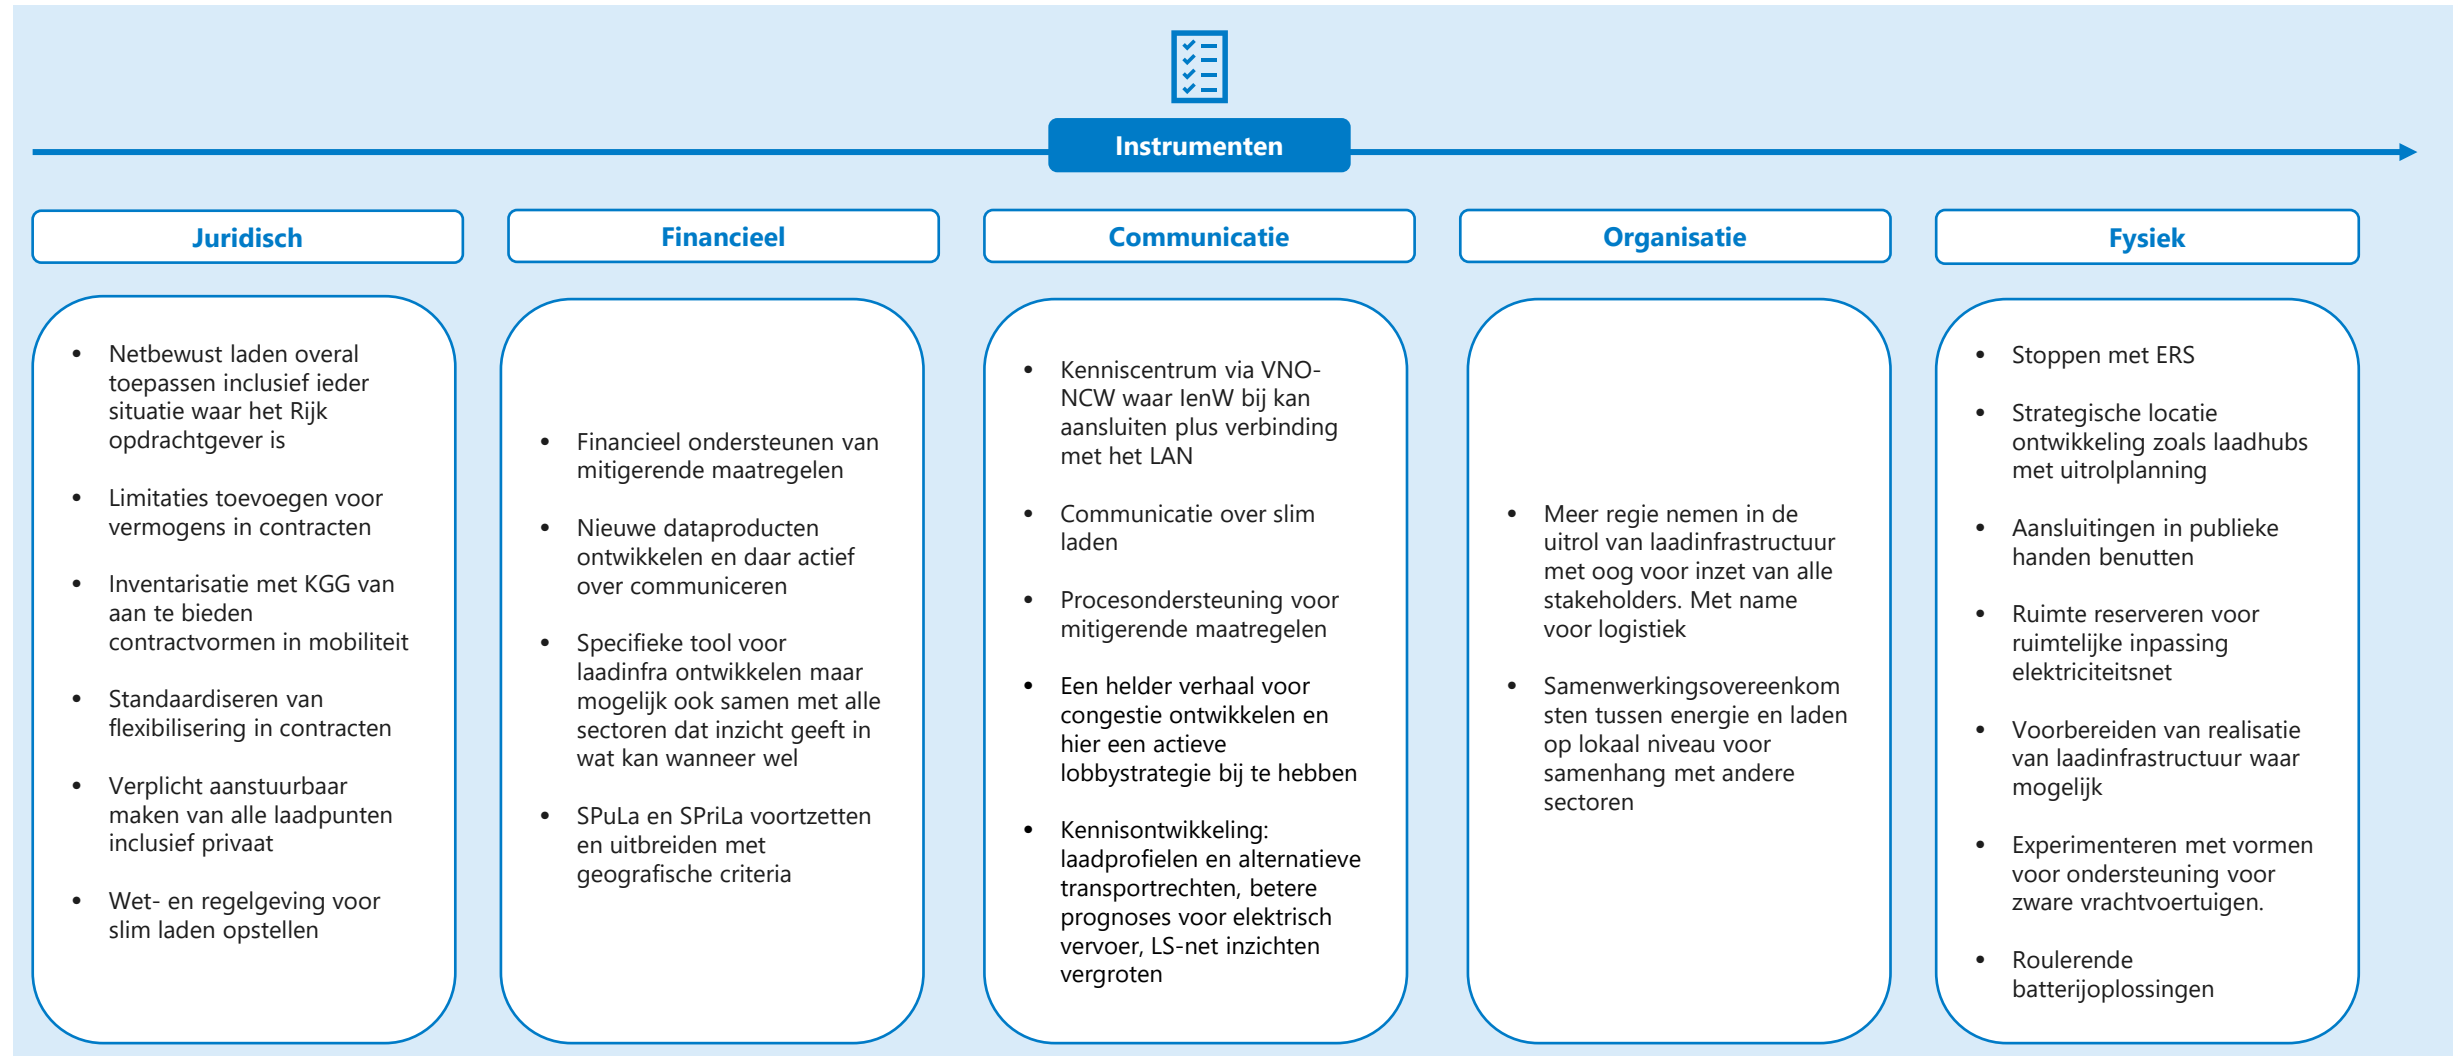 Instrumenten
Juridisch
• Netbewust laden overal
toepassen inclusief ieder
situatie waar het Rijk
opdrachtgever is
• Limitaties toevoegen voor
vermogens in contracten
• Inventarisatie met KGG van
aan te bieden
contractvormen in mobiliteit
• Standaardiseren van
flexibilisering in contracten
• Verplicht aanstuurbaar
maken van alle laadpunten
inclusief privaat
• Wet- en regelgeving voor
slim laden opstellen
Financieel
• Financieel ondersteunen van
mitigerende maatregelen
• Nieuwe dataproducten
ontwikkelen en daar actief
over communiceren
• Specifieke tool voor
laadinfra ontwikkelen maar
mogelijk ook samen met alle
sectoren dat inzicht geeft in
wat kan wanneer wel
• SPuLa en SPriLa voortzetten
en uitbreiden met
geografische criteria
Communicatie
• Kenniscentrum via VNO-
NCW waar IenW bij kan
aansluiten plus verbinding
met het LAN
• Communicatie over slim
laden
• Procesondersteuning voor
mitigerende maatregelen
• Een helder verhaal voor
congestie ontwikkelen en
hier een actieve
lobbystrategie bij te hebben
• Kennisontwikkeling:
laadprofielen en alternatieve
transportrechten, betere
prognoses voor elektrisch
vervoer, LS-net inzichten
vergroten
Organisatie
• Meer regie nemen in de
uitrol van laadinfrastructuur
met oog voor inzet van alle
stakeholders. Met name
voor logistiek
• Samenwerkingsovereenkom
sten tussen energie en laden
op lokaal niveau voor
samenhang met andere
sectoren
Fysiek
• Stoppen met ERS
• Strategische locatie
ontwikkeling zoals laadhubs
met uitrolplanning
• Aansluitingen in publieke
handen benutten
• Ruimte reserveren voor
ruimtelijke inpassing
elektriciteitsnet
• Voorbereiden van realisatie
van laadinfrastructuur waar
mogelijk
• Experimenteren met vormen
voor ondersteuning voor
zware vrachtvoertuigen.
• Roulerende
batterijoplossingen